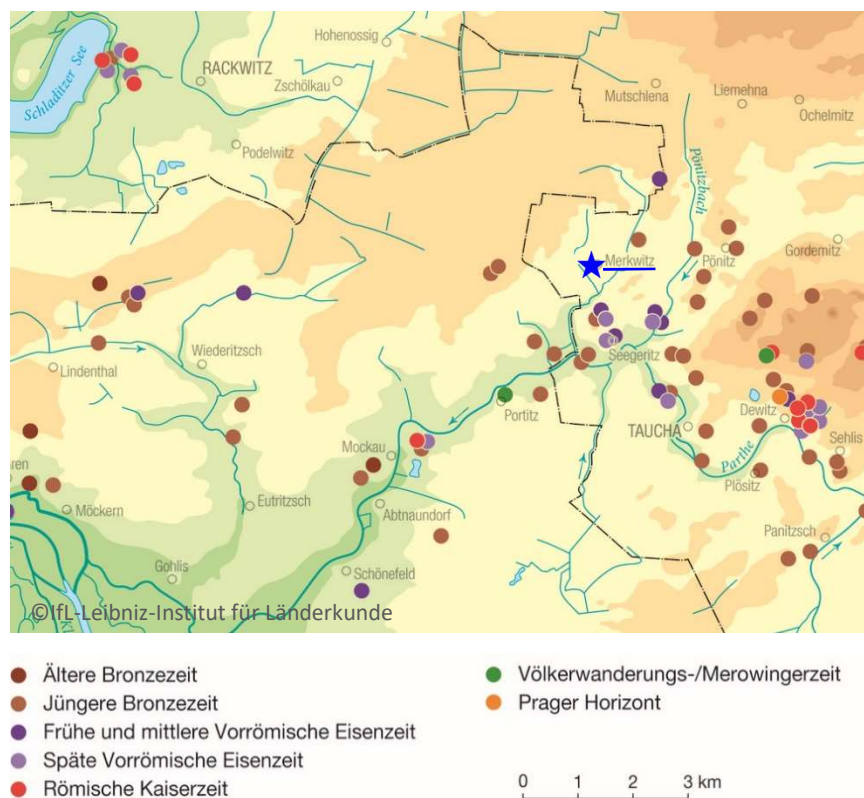 Hohenossig
Schladitzer See
RACKWITZ
Zschölkau
Mutschlena
Liemehna
Ochelmitz
Podelwitz
Pönitzbach
Merkwitz
Pönitz
Gordemitz
Wiederitzsch
Lindenthal
Seegeritz
Portitz
Dewitz
TAUCHA
Parthe
Sehlis
Mockau
Plösitz
Möckern
Eutritzsch
Abtnaundorf
Panitzsch
Gohlis
Schönefeld
©IfL-Leibniz-Institut für Länderkunde
Ältere Bronzezeit
Jüngere Bronzezeit
Frühe und mittlere Vorrömische Eisenzeit
Späte Vorrömische Eisenzeit
Römische Kaiserzeit
Völkerwanderungs-/Merowingerzeit
Prager Horizont
0 1 2 3 km